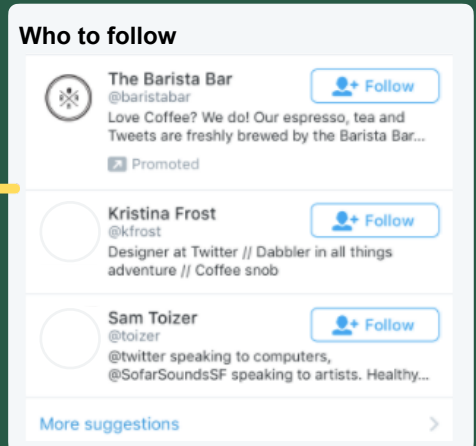 Who to follow
The Barista Bar
Follow
@baristabar
Love Coffee? We do! Our espresso, tea and
Tweets are freshly brewed by the Barista Bar...
Promoted
Kristina Frost
Follow
@kfrost
Designer at Twitter // Dabbler in all things
adventure // Coffee snob
Sam Toizer
Follow
@toizer
@twitter speaking to computers,
@SofarSoundsSF speaking to artists. Healthy...
More suggestions